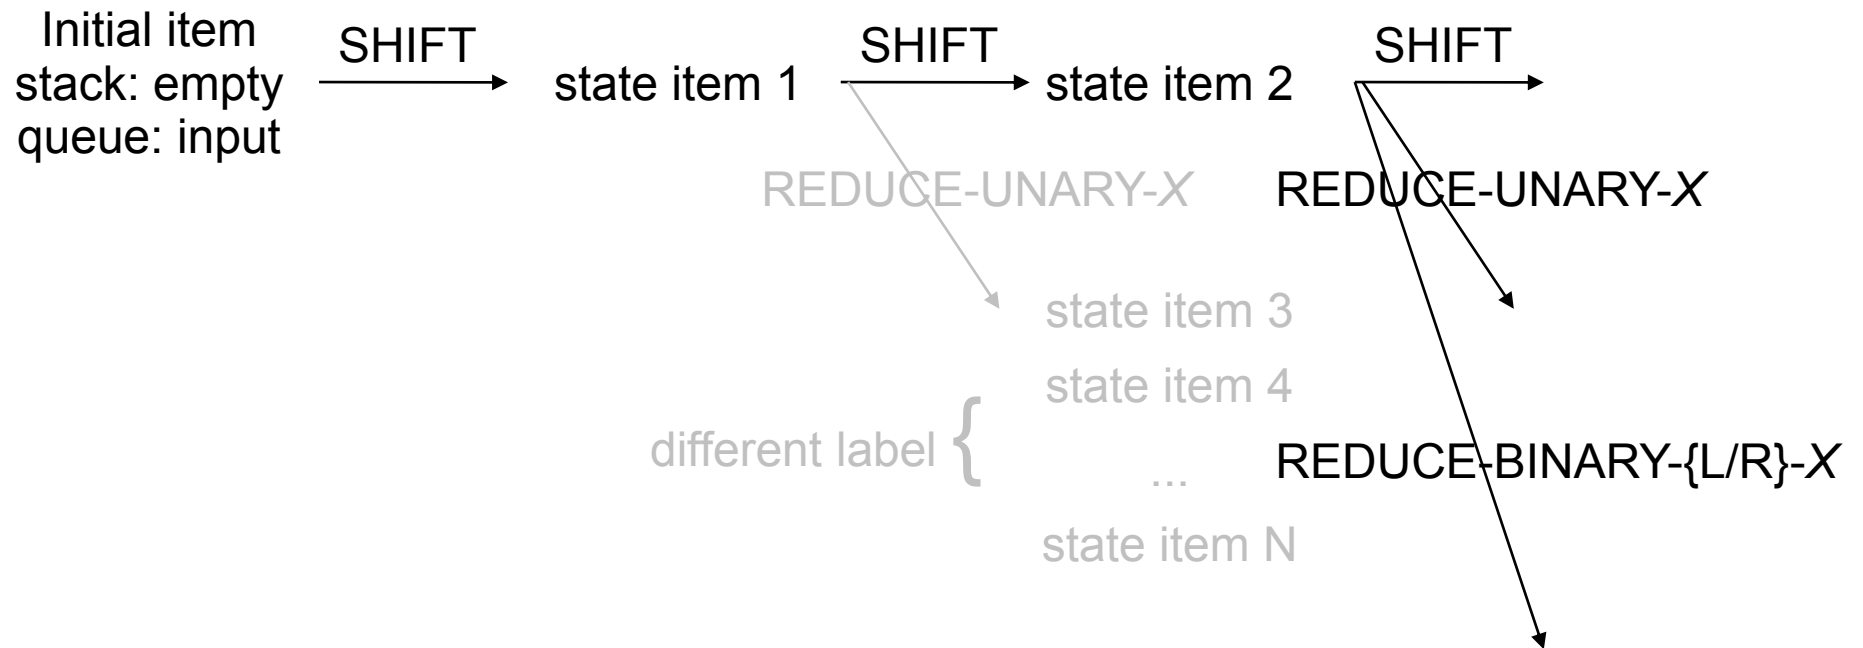 Initial item
stack: empty
queue: input
SHIFT
state item 1
SHIFT
state item 2
SHIFT
REDUCE-UNARY-X
REDUCE-UNARY-X
state item 3
state item 4
different label {
...
REDUCE-BINARY-{L/R}-X
state item N